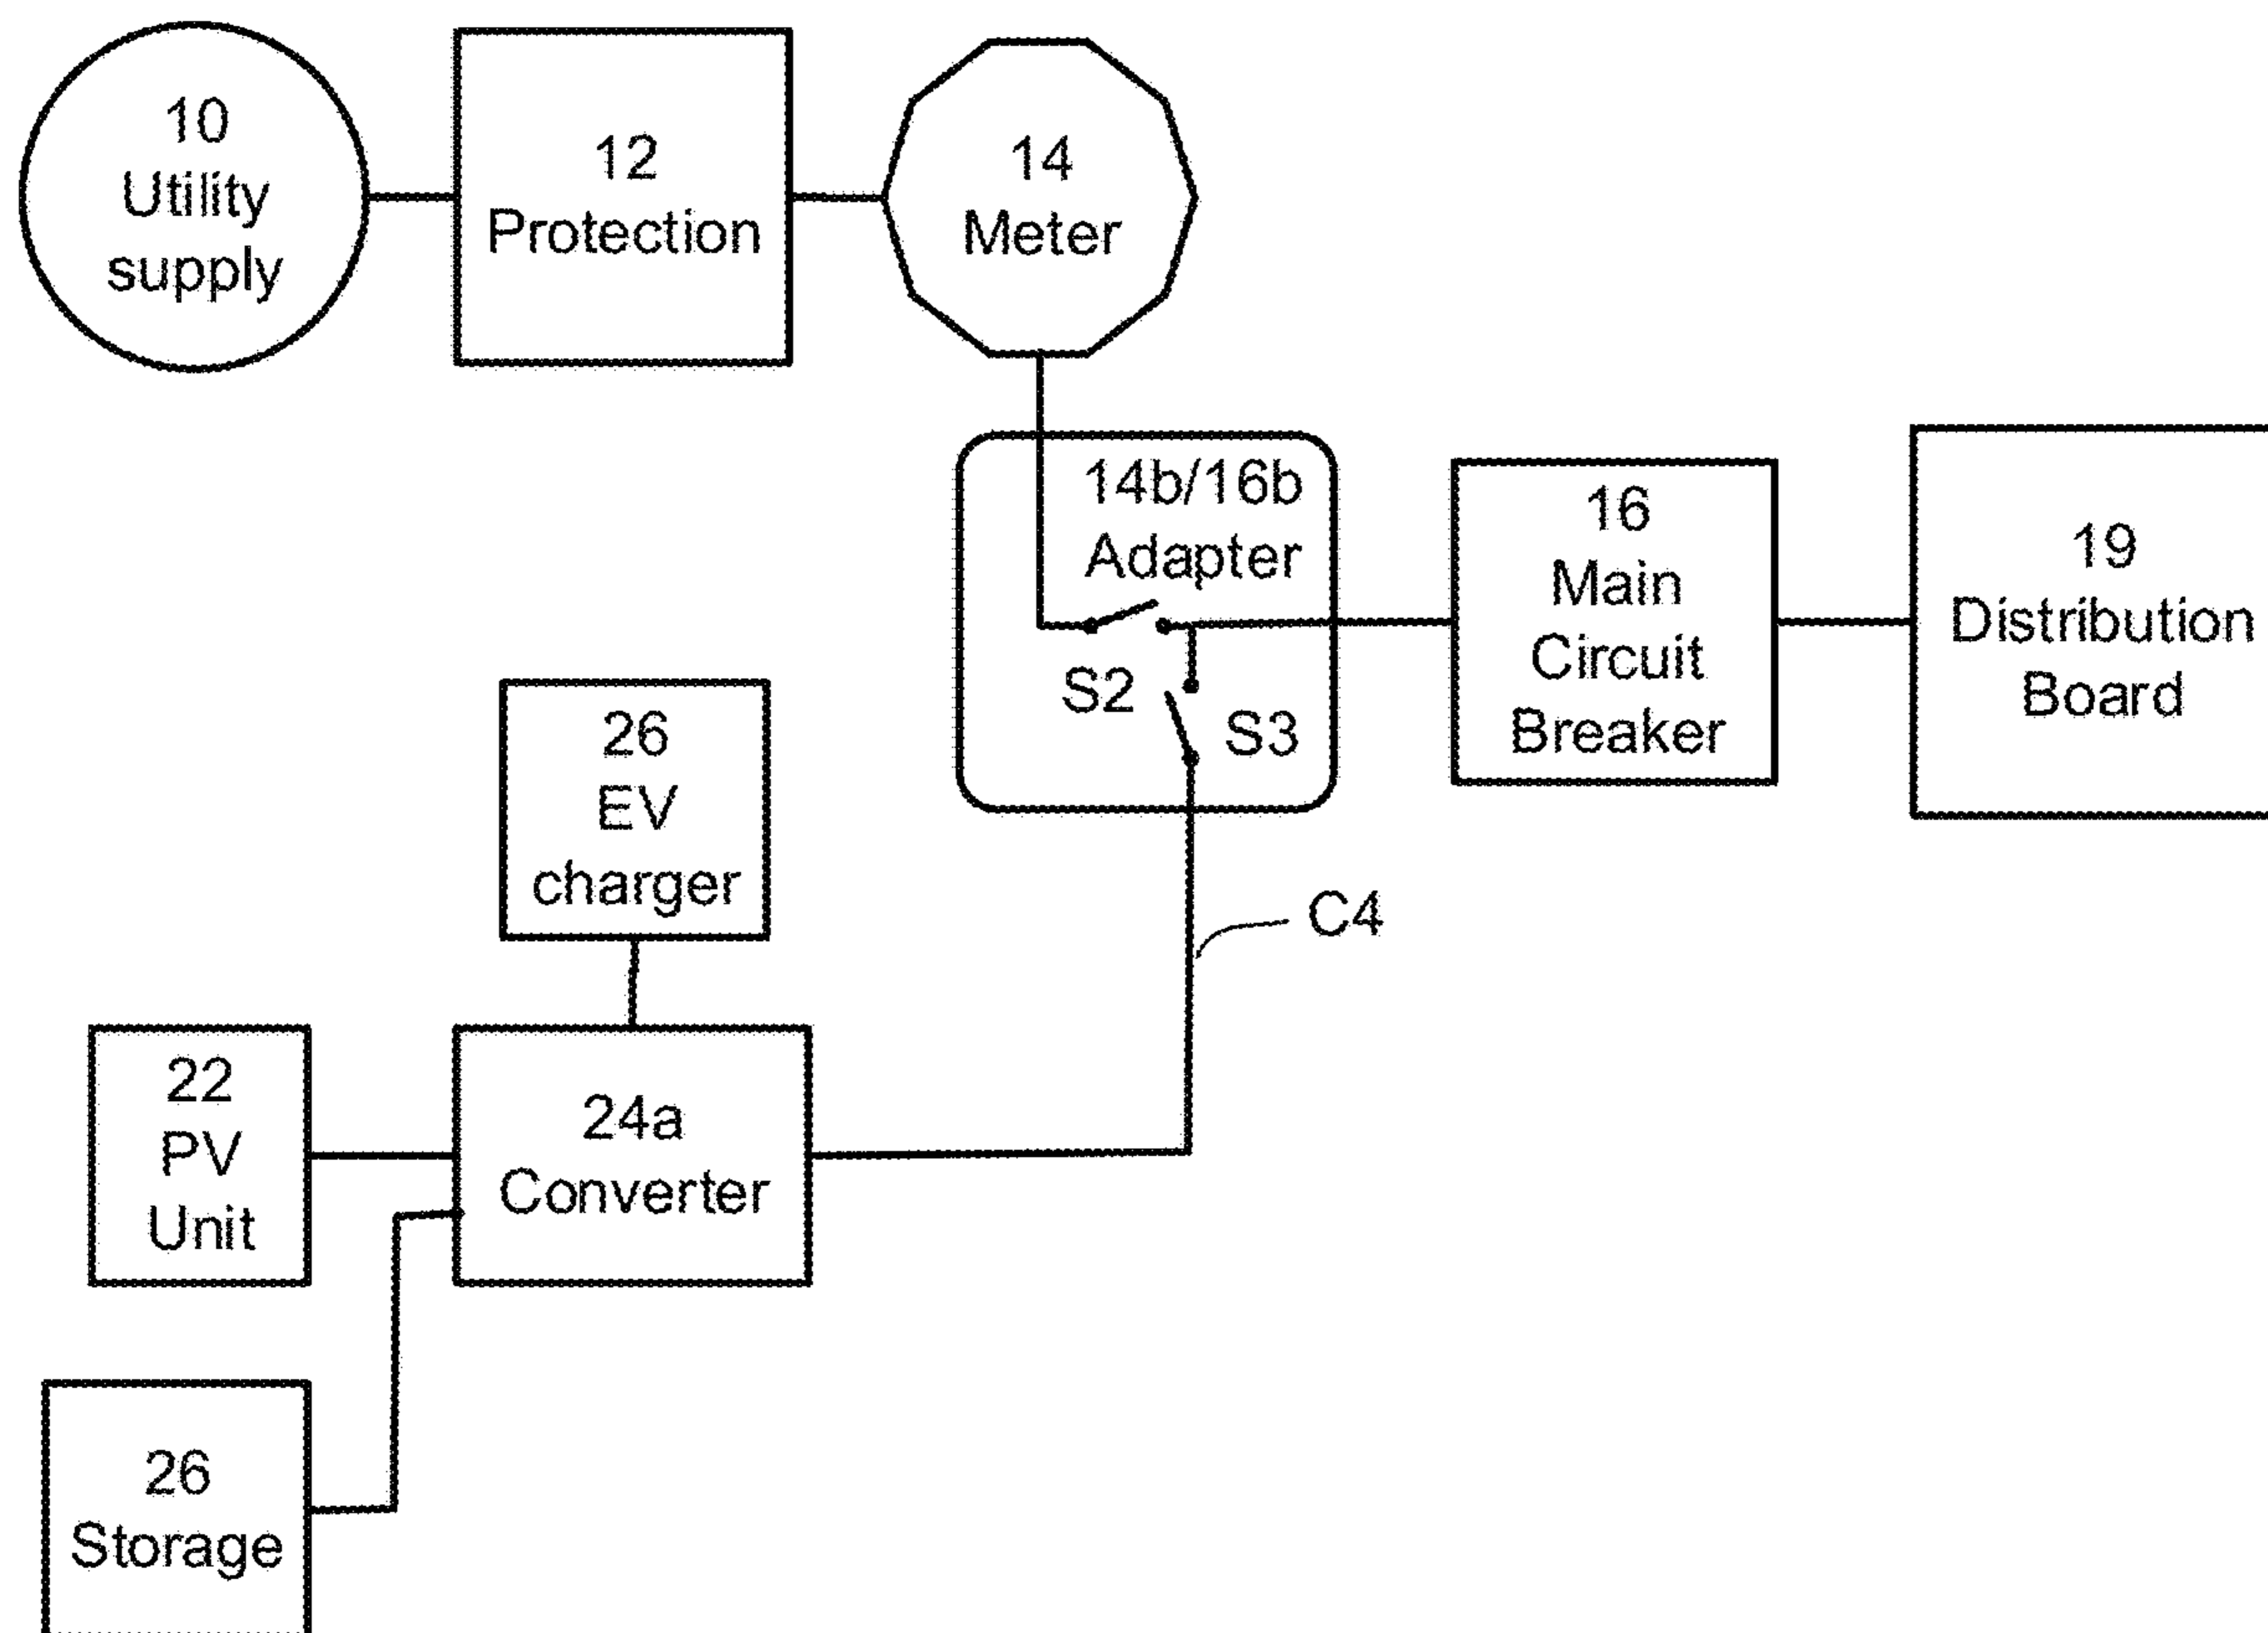 10
Utility
supply
12
Protection
14
Meter
14b/16b
Adapter
S2
S3
16
Main
Circuit
Breaker
19
Distribution
Board
26
EV
charger
C4
22
PV
Unit
24a
Converter
26
Storage